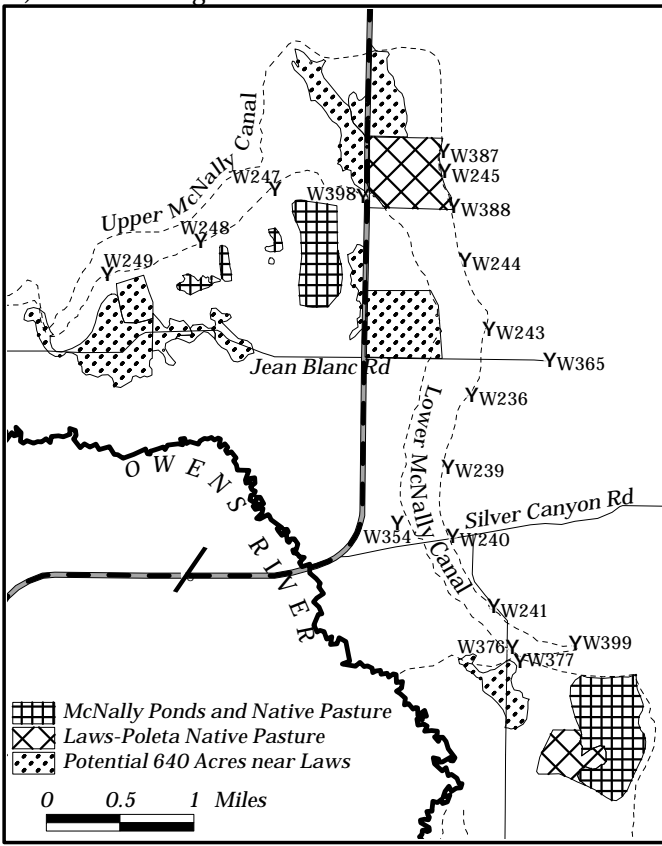 Upper McNally Canal
W387
W245
W247
W398
W388
W248
W244
W249
W243
Jean Blanc Rd
W365
W236
Lower McNally Canal
W239
OWENS RIVER
Silver Canyon Rd
W354
W240
W241
W376
W399
W377
McNally Ponds and Native Pasture
Laws-Poleta Native Pasture
Potential 640 Acres near Laws
0 0.5 1 Miles